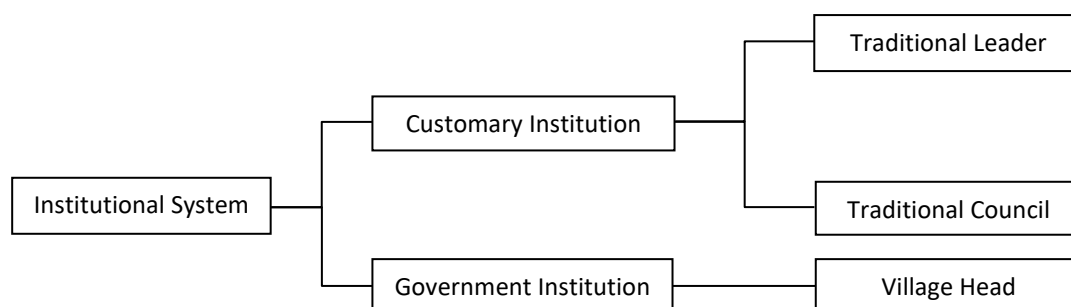 Traditional Leader
Customary Institution
Institutional System
Traditional Council
Government Institution
Village Head